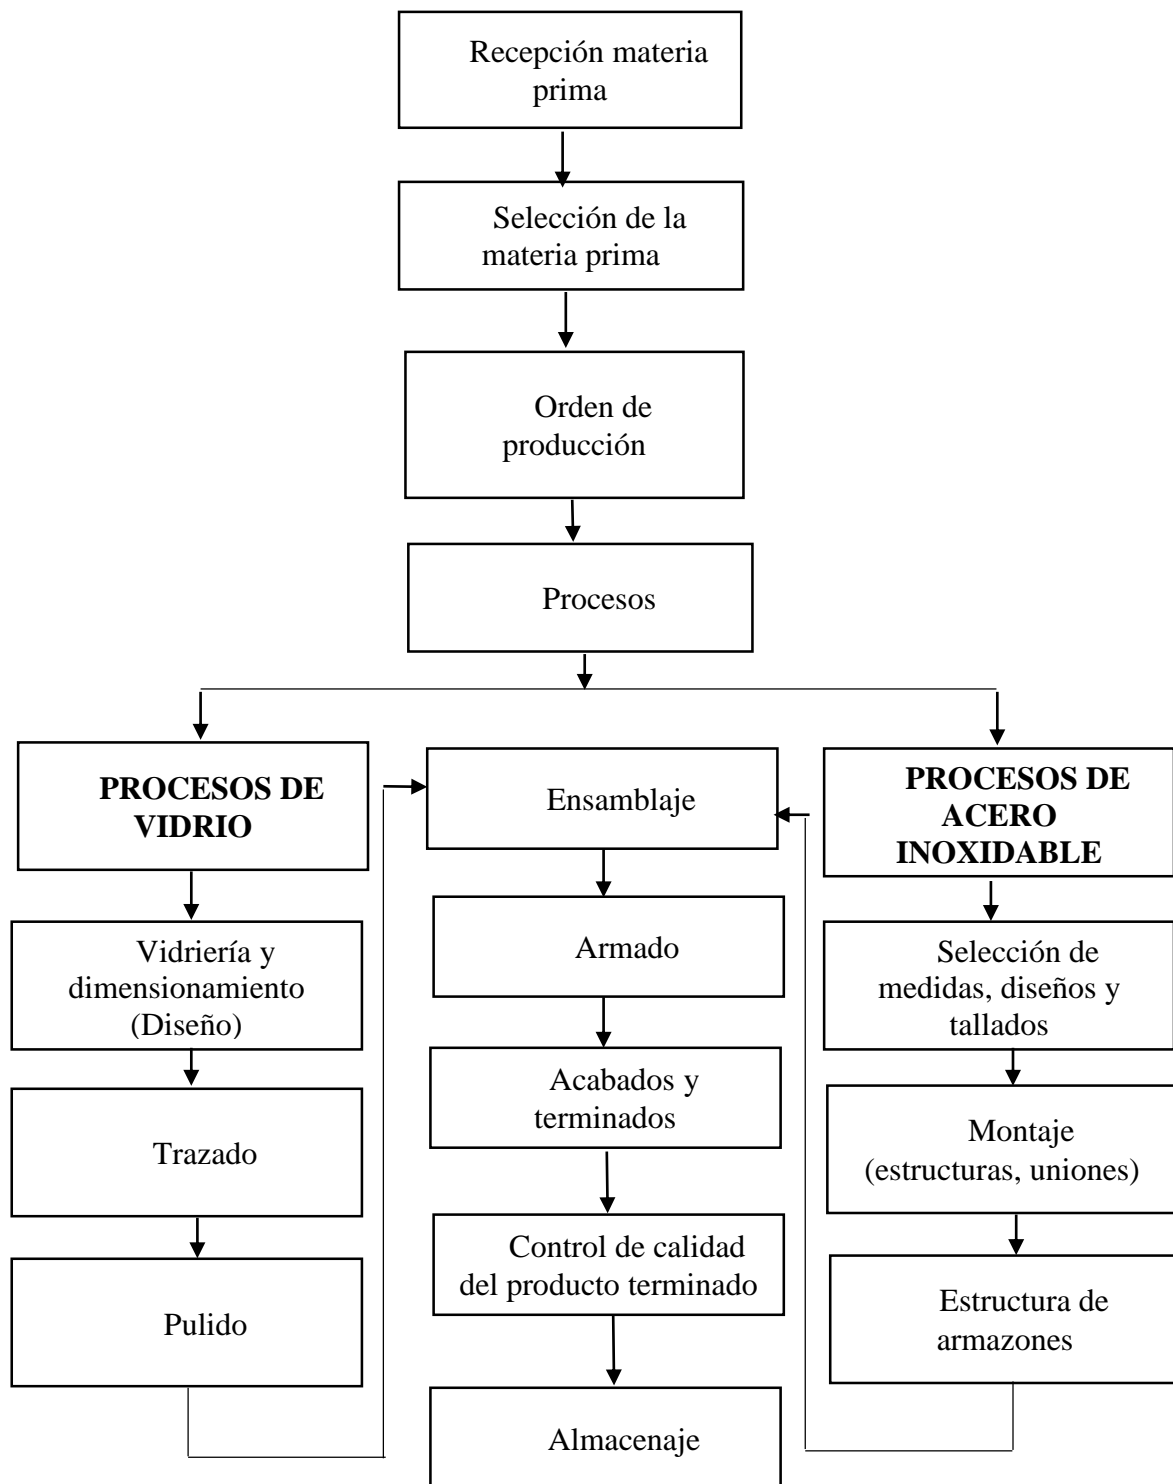 Recepción materia
prima
Selección de la
materia prima
Orden de
producción
Procesos
PROCESOS DE
VIDRIO
Vidriería y
dimensionamiento
(Diseño)
Trazado
Pulido
Ensamblaje
Armado
Acabados y
terminados
Control de calidad
del producto terminado
Almacenaje
PROCESOS DE
ACERO
INOXIDABLE
Selección de
medidas, diseños y
tallados
Montaje
(estructuras, uniones)
Estructura de
armazones